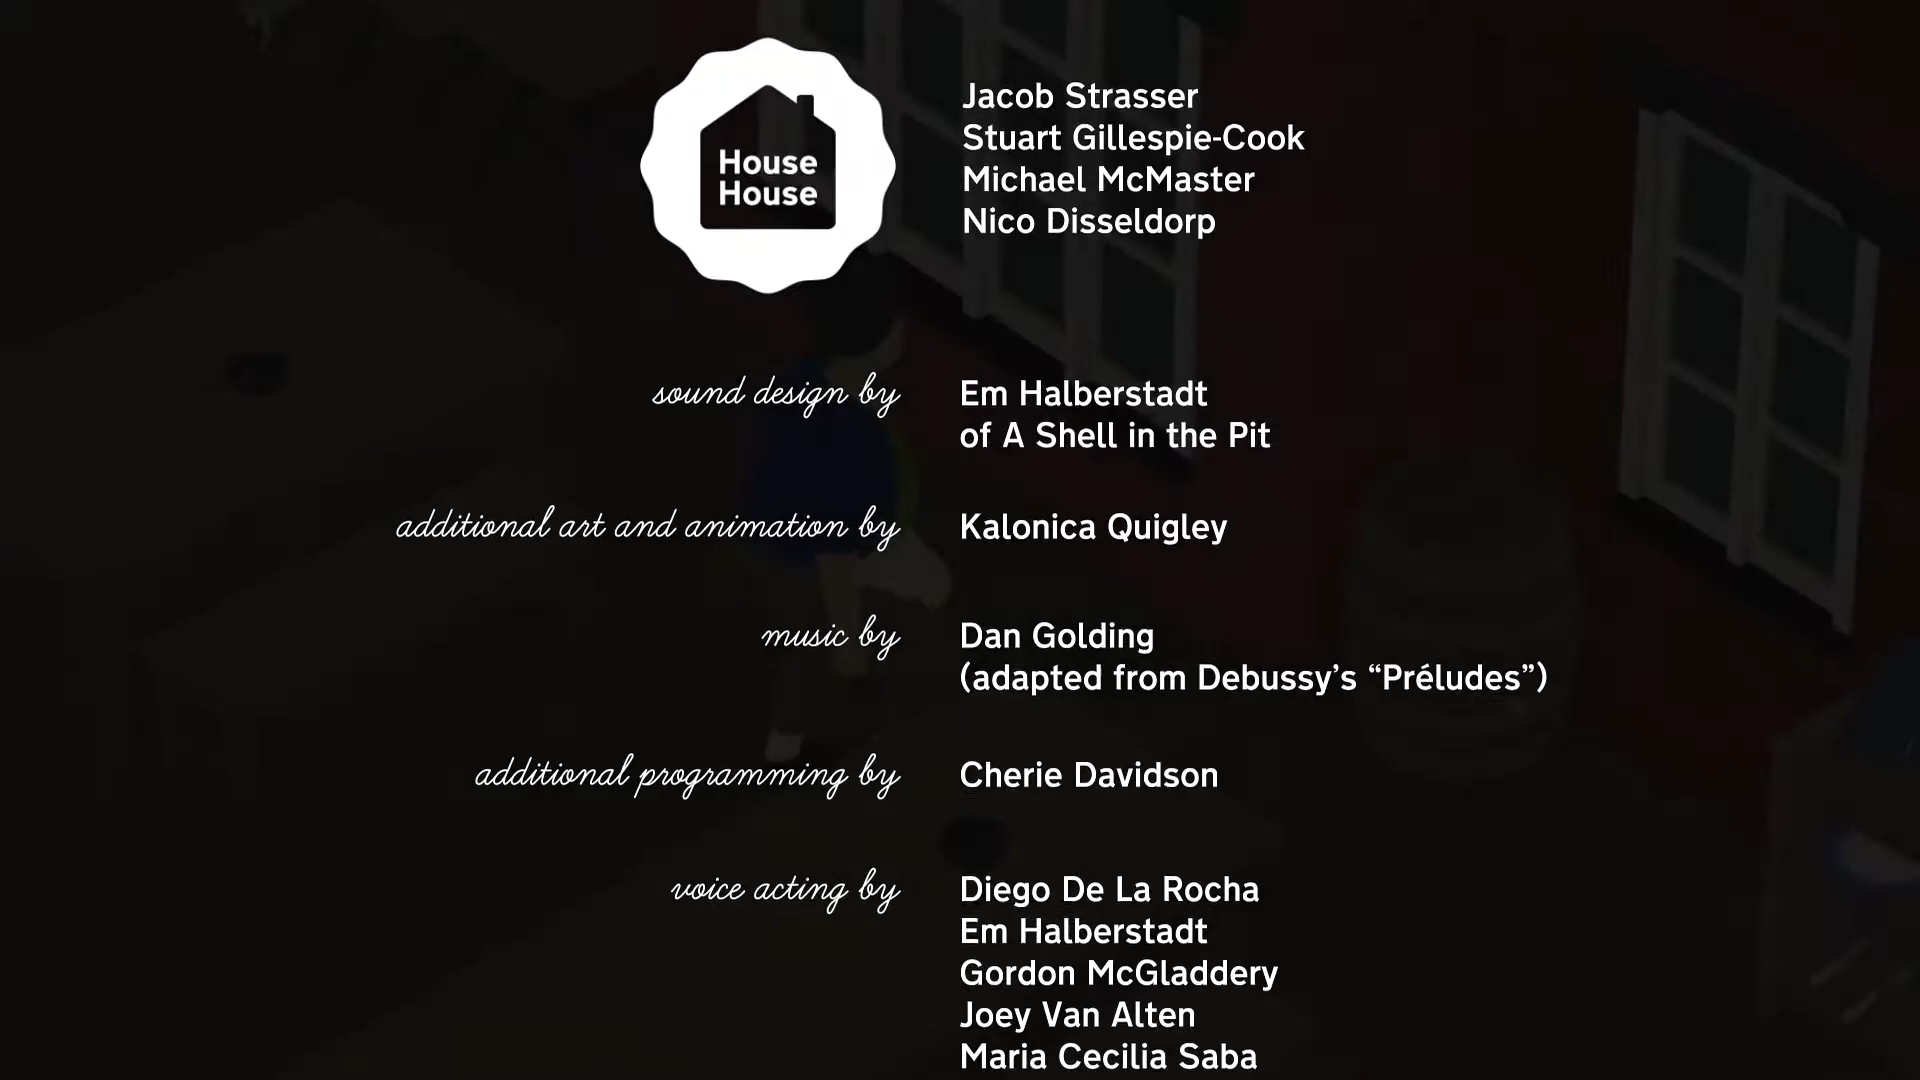 House
House
Jacob Strasser
Stuart Gillespie-Cook
Michael McMaster
Nico Disseldorp
sound design by
Em Halberstadt
of A Shell in the Pit
additional art and animation by
Kalonica Quigley
music by
Dan Golding
(adapted from Debussy’s “Préludes”)
additional programming by
Cherie Davidson
voice acting by
Diego De La Rocha
Em Halberstadt
Gordon McGladdery
Joey Van Alten
Maria Cecilia Saba